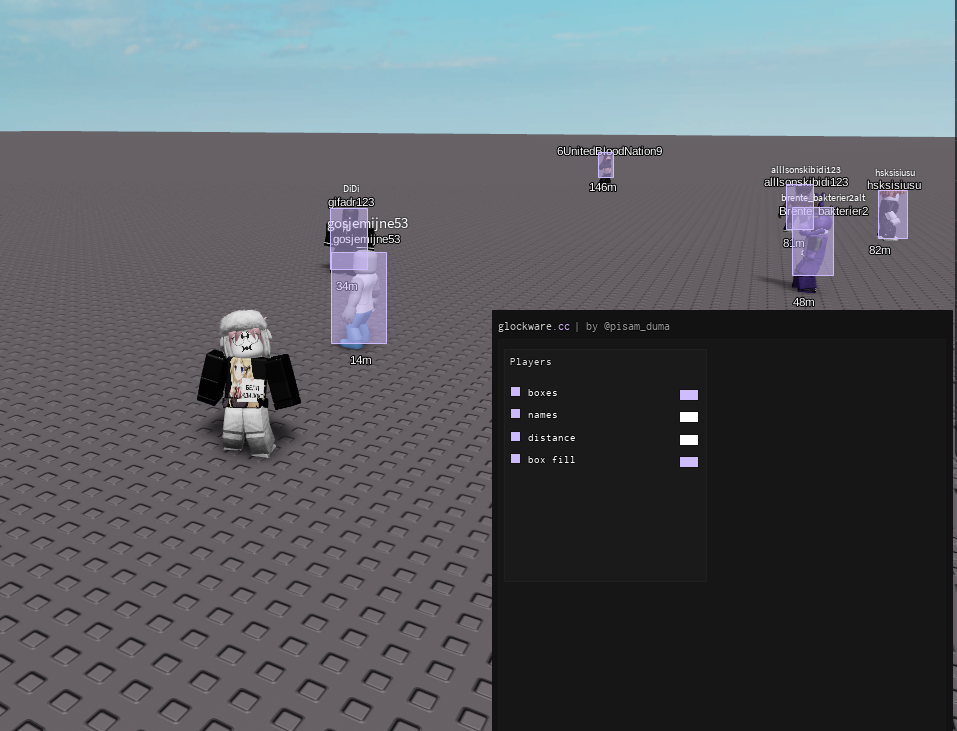 6UnitedBloodNation9
146m
alllsonskibidi123
alllsonskibidi123
hsksisiusu
hsksisiusu
brente_bakterier2alt
Brente_bakterier2
81m
82m
48m
DiDi
gifadr123
gosjemijne53
gosjemijne53
34m
14m
glockware.cc | by @pisam_duma
Players
boxes
names
distance
box fill